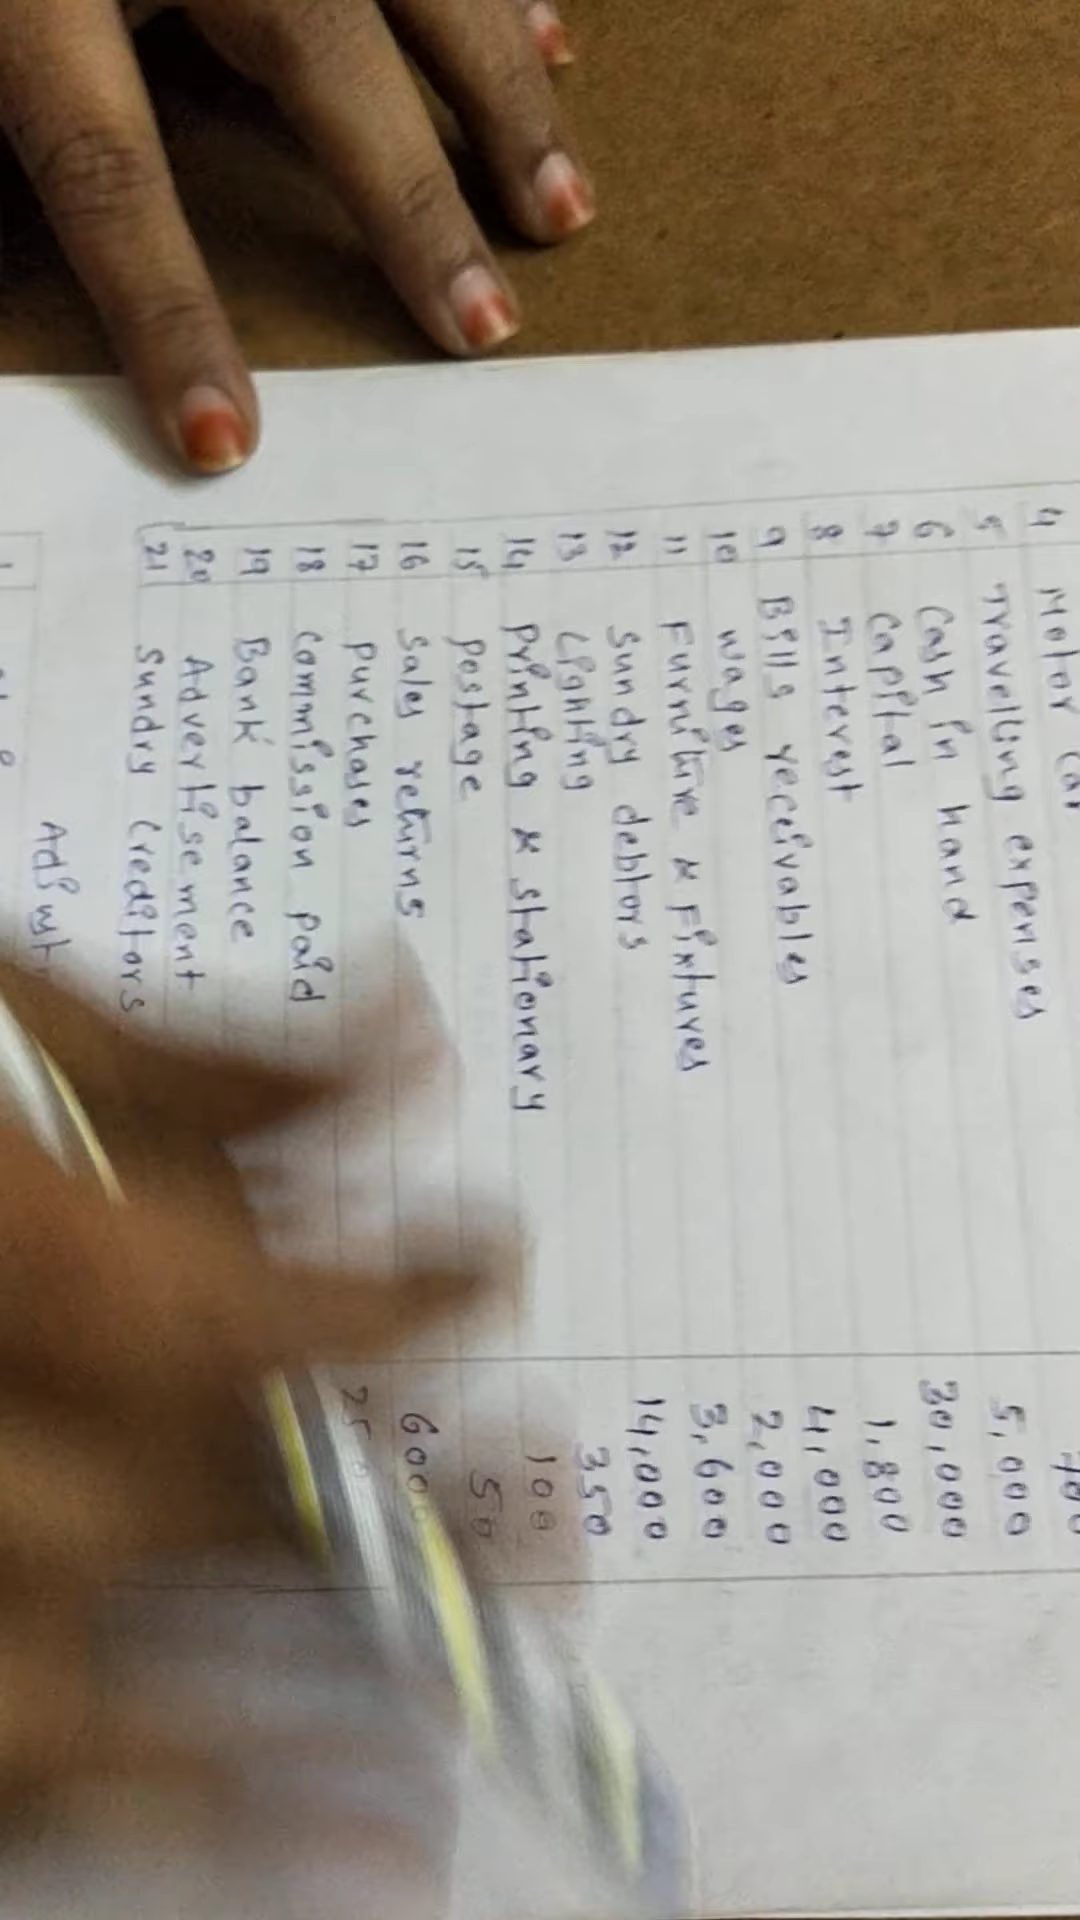 4 Motor car
5 Travelling expenses 700
6 Cash in hand 5,000
7 Capital 30,000
8 Interest 1,800
9 Bills receivables 4,000
10 wages 2,000
11 Furniture & Fixtures 3,600
12 Sundry debtors 14,000
13 Lighting 350
14 Printing & stationary 100
15 Postage 50
16 Sales returns
17 Purchases
18 Commission paid
19 Bank balance
20 Advertisement
21 Sundry Creditors